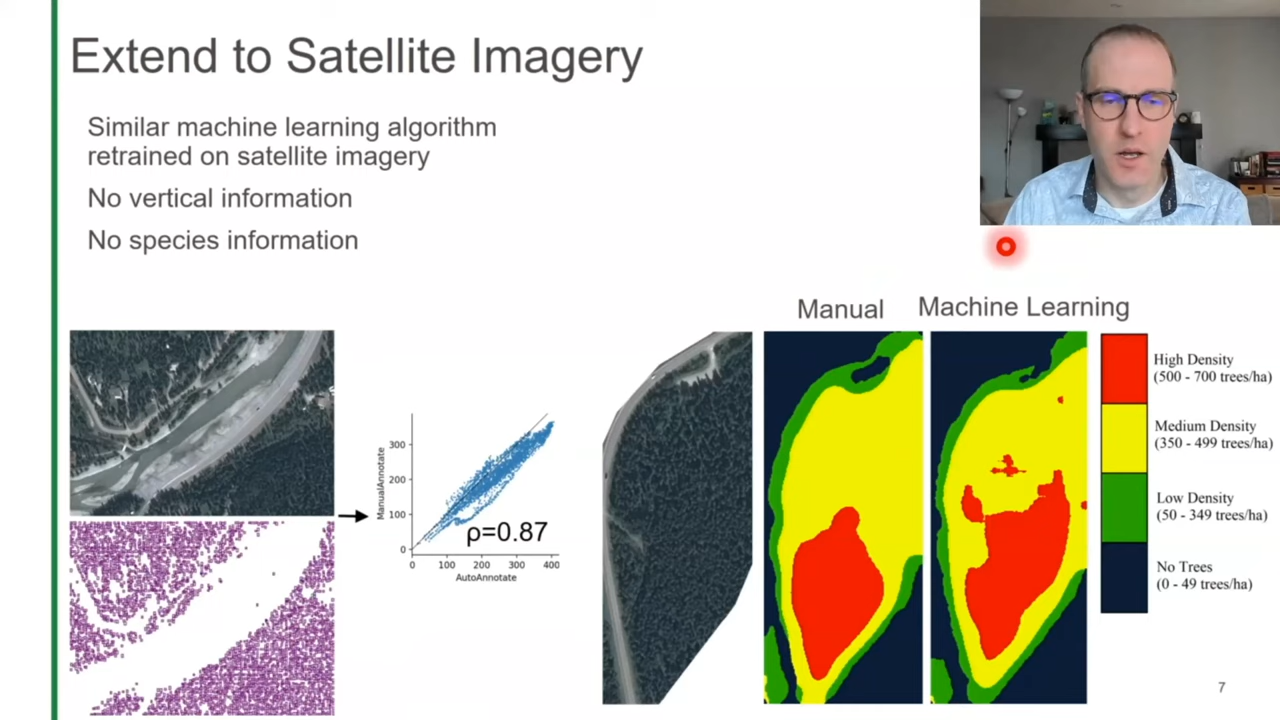 Extend to Satellite Imagery
Similar machine learning algorithm
retrained on satellite imagery
No vertical information
No species information
Manual
Machine Learning
High Density
(500 - 700 trees/ha)
Medium Density
(350 - 499 trees/ha)
Low Density
(50 - 349 trees/ha)
No Trees
(0 - 49 trees/ha)
ManualAnnotate
300
200
100
0
ρ=0.87
0 100 200 300 400
AutoAnnotate
7